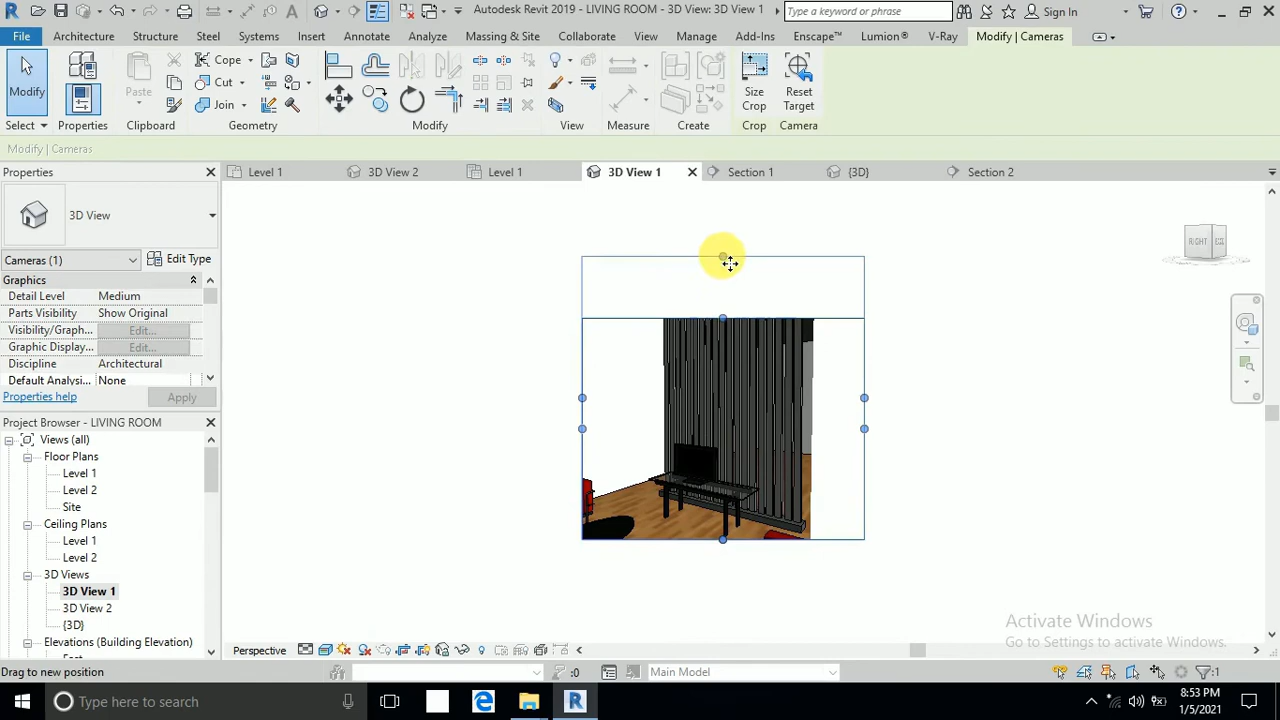 Autodesk Revit 2019 - LIVING ROOM - 3D View: 3D View 1
Type a keyword or phrase
Sign In
File
Architecture
Structure
Steel
Systems
Insert
Annotate
Analyze
Massing & Site
Collaborate
View
Manage
Add-Ins
Enscape™
Lumion®
V-Ray
Modify | Cameras
Modify
Paste
Cope
Cut
Join
Size Crop
Reset Target
Select
Properties
Clipboard
Geometry
Modify
View
Measure
Create
Crop
Camera
Modify | Cameras
Properties
Level 1
3D View 2
Level 1
3D View 1
Section 1
{3D}
Section 2
3D View
Cameras (1)
Edit Type
Graphics
Detail Level Medium
Parts Visibility Show Original
Visibility/Graph... Edit...
Graphic Display... Edit...
Discipline Architectural
Default Analysi... None
Properties help
Apply
Project Browser - LIVING ROOM
Views (all)
Floor Plans
Level 1
Level 2
Site
Ceiling Plans
Level 1
Level 2
3D Views
3D View 1
3D View 2
{3D}
Elevations (Building Elevation)
RIGHT
Activate Windows
Go to Settings to activate Windows.
Perspective
Drag to new position
:0
Main Model
:1
Type here to search
8:53 PM
1/5/2021